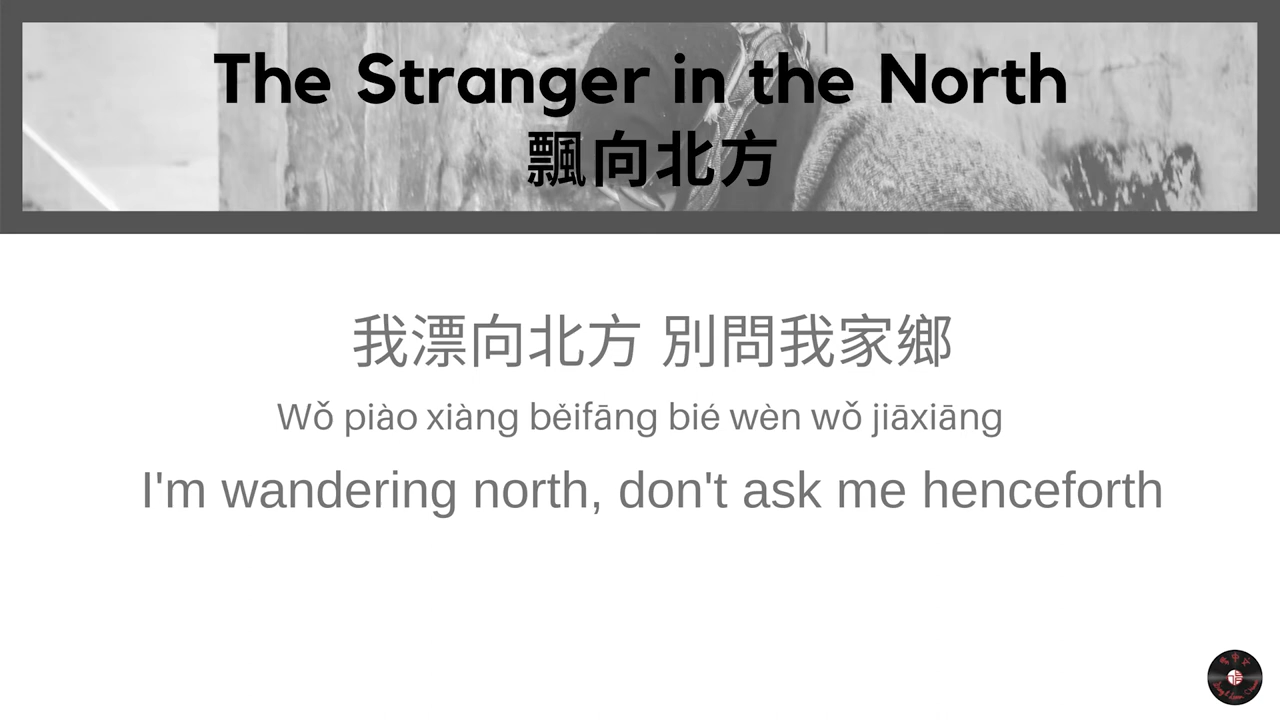 The Stranger in the North
飄向北方
我漂向北方 別問我家鄉
Wǒ piào xiàng běifāng bié wèn wǒ jiāxiāng
I'm wandering north, don't ask me henceforth